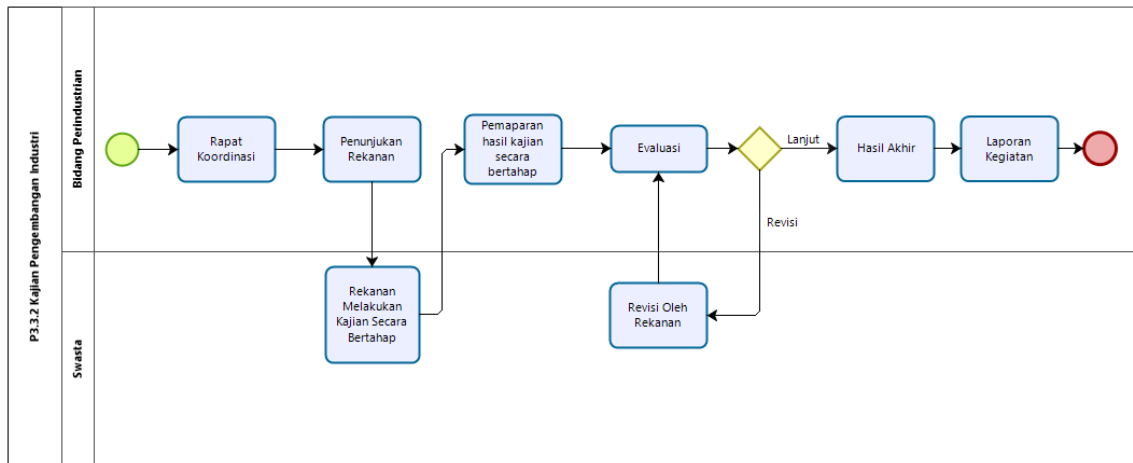 P3.3.2 Kajian Pengembangan Industri
Bidang Perindustrian
Rapat
Koordinasi
Penunjukan
Rekanan
Pemaparan
hasil kajian
secara
bertahap
Evaluasi
Lanjut
Hasil Akhir
Laporan
Kegiatan
Revisi
Swasta
Rekanan
Melakukan
Kajian Secara
Bertahap
Revisi Oleh
Rekanan